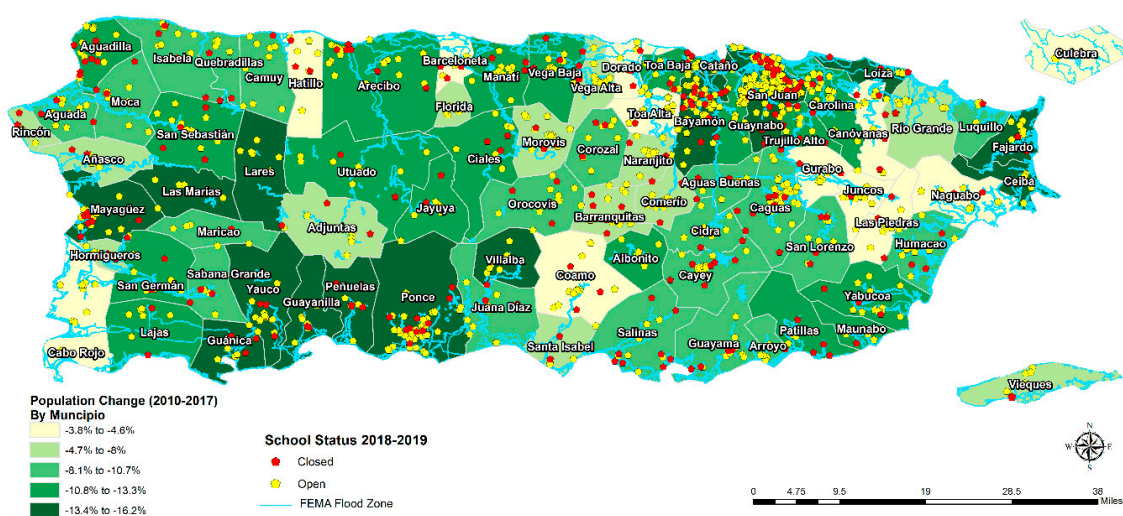 Culebra
Aguadilla
Isabela
Quebradillas
Camuy
Hatillo
Arecibo
Barceloneta
Manatí
Vega Baja
Vega Alta
Dorado
Toa Baja
Cataño
San Juan
Loíza
Moca
Aguada
Rincón
Añasco
San Sebastián
Florida
Morovis
Corozal
Toa Alta
Bayamón
Guaynabo
Carolina
Trujillo Alto
Canóvanas
Río Grande
Luquillo
Fajardo
Ceiba
Lares
Utuado
Ciales
Naranjito
Gurabo
Juncos
Naguabo
Las Marías
Mayagüez
Maricao
Adjuntas
Jayuya
Orocovis
Barranquitas
Comerío
Aguas Buenas
Caguas
Las Piedras
Humacao
Hormigueros
San Germán
Sabana Grande
Yauco
Guayanilla
Peñuelas
Ponce
Villalba
Juana Díaz
Coamo
Aibonito
Cidra
Cayey
San Lorenzo
Yabucoa
Lajas
Guánica
Cabo Rojo
Santa Isabel
Salinas
Guayama
Arroyo
Patillas
Maunabo
Vieques
Population Change (2010-2017)
By Muncipio
-3.8% to -4.6%
-4.7% to -8%
-8.1% to -10.7%
-10.8% to -13.3%
-13.4% to -16.2%
School Status 2018-2019
Closed
Open
FEMA Flood Zone
N
W E
S
0 4.75 9.5 19 28.5 38
Miles